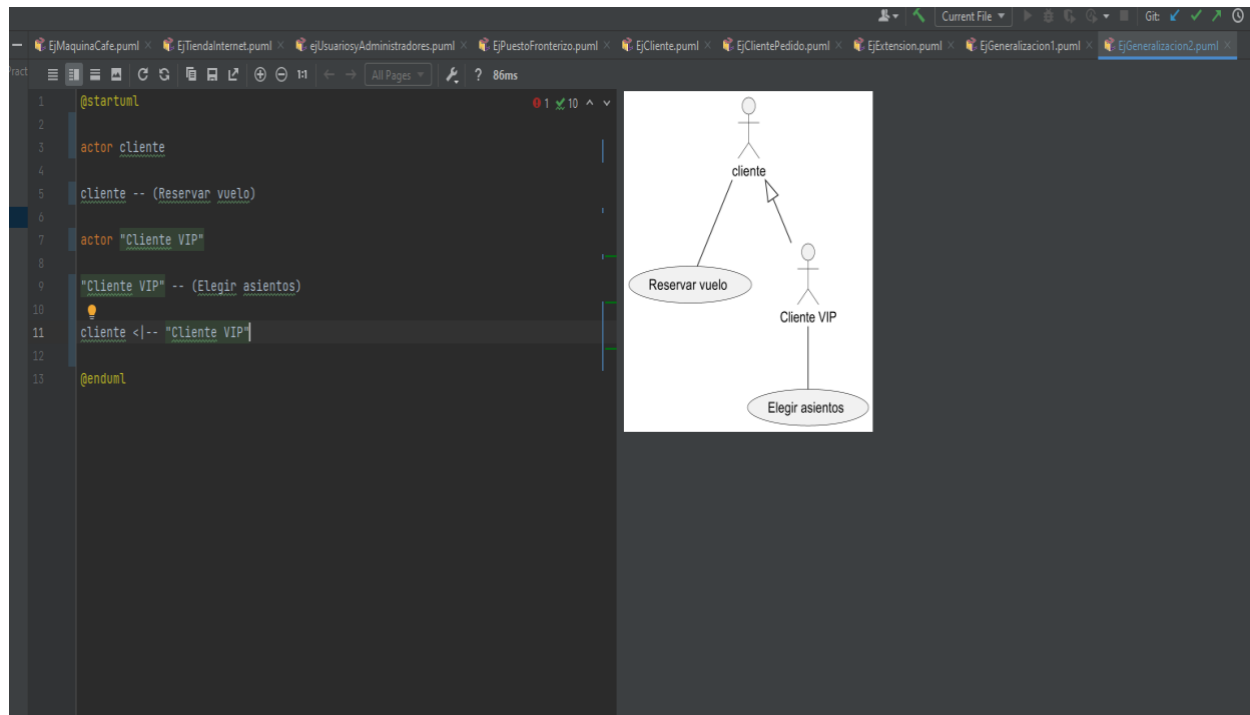 Current File Git:
EjMaquinaCafe.puml EjTiendaInternet.puml ejUsuariosyAdministradores.puml EjPuestoFronterizo.puml EjCliente.puml EjClientePedido.puml EjExtension.puml EjGeneralizacion1.puml EjGeneralizacion2.puml
Pract 1:1 All Pages ? 86ms
1 @startuml 1 10
2
3 actor cliente
4
5 cliente -- (Reservar vuelo)
6
7 actor "Cliente VIP"
8
9 "Cliente VIP" -- (Elegir asientos)
10
11 cliente <|-- "Cliente VIP"
12
13 @enduml
cliente
Reservar vuelo
Cliente VIP
Elegir asientos